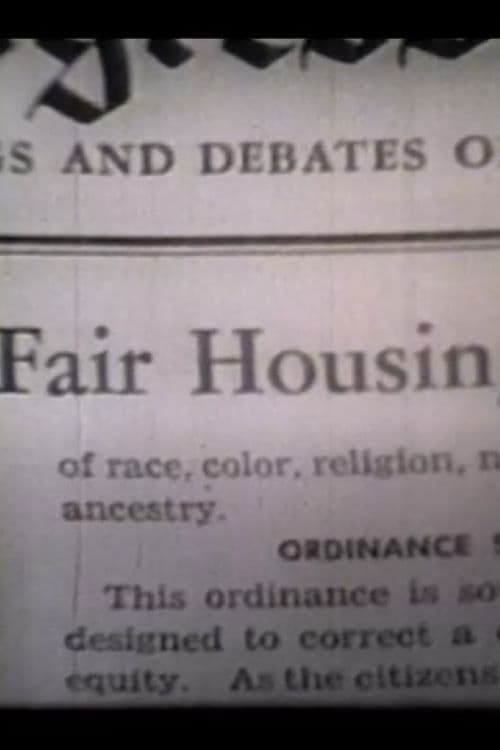 GS AND DEBATES O
Fair Housin
of race, color, religion, n
ancestry.
ORDINANCE S
This ordinance is so
designed to correct a
equity. As the citizens